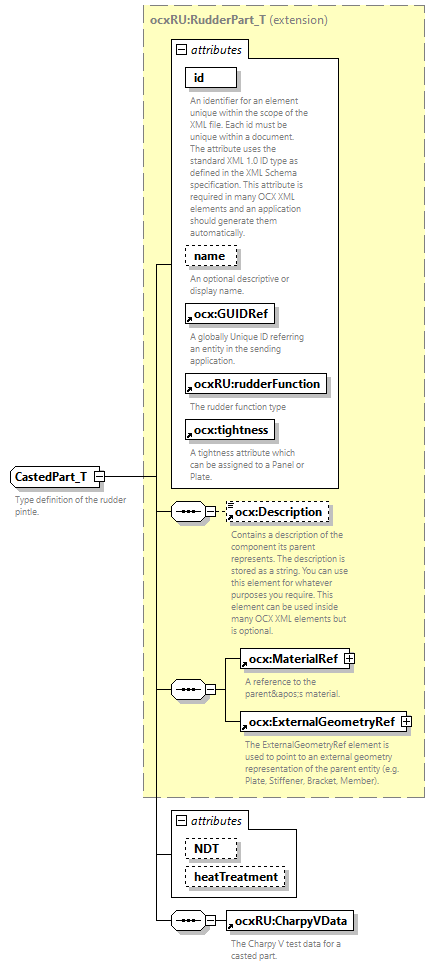 ocxRU:RudderPart_T (extension)
attributes
id
An identifier for an element
unique within the scope of the
XML file. Each id must be
unique within a document.
The attribute uses the
standard XML 1.0 ID type as
defined in the XML Schema
specification. This attribute is
required in many OCX XML
elements and an application
should generate them
automatically.
name
An optional descriptive or
display name.
ocx:GUIDRef
A globally Unique ID referring
an entity in the sending
application.
ocxRU:rudderFunction
The rudder function type
ocx:tightness
A tightness attribute which
can be assigned to a Panel or
Plate.
CastedPart_T
Type definition of the rudder
pintle.
ocx:Description
Contains a description of the
component its parent
represents. The description is
stored as a string. You can use
this element for whatever
purposes you require. This
element can be used inside
many OCX XML elements but
is optional.
ocx:MaterialRef
A reference to the
parent&apos;s material.
ocx:ExternalGeometryRef
The ExternalGeometryRef element is
used to point to an external geometry
representation of the parent entity (e.g.
Plate, Stiffener, Bracket, Member).
attributes
NDT
heatTreatment
ocxRU:CharpyVData
The Charpy V test data for a
casted part.